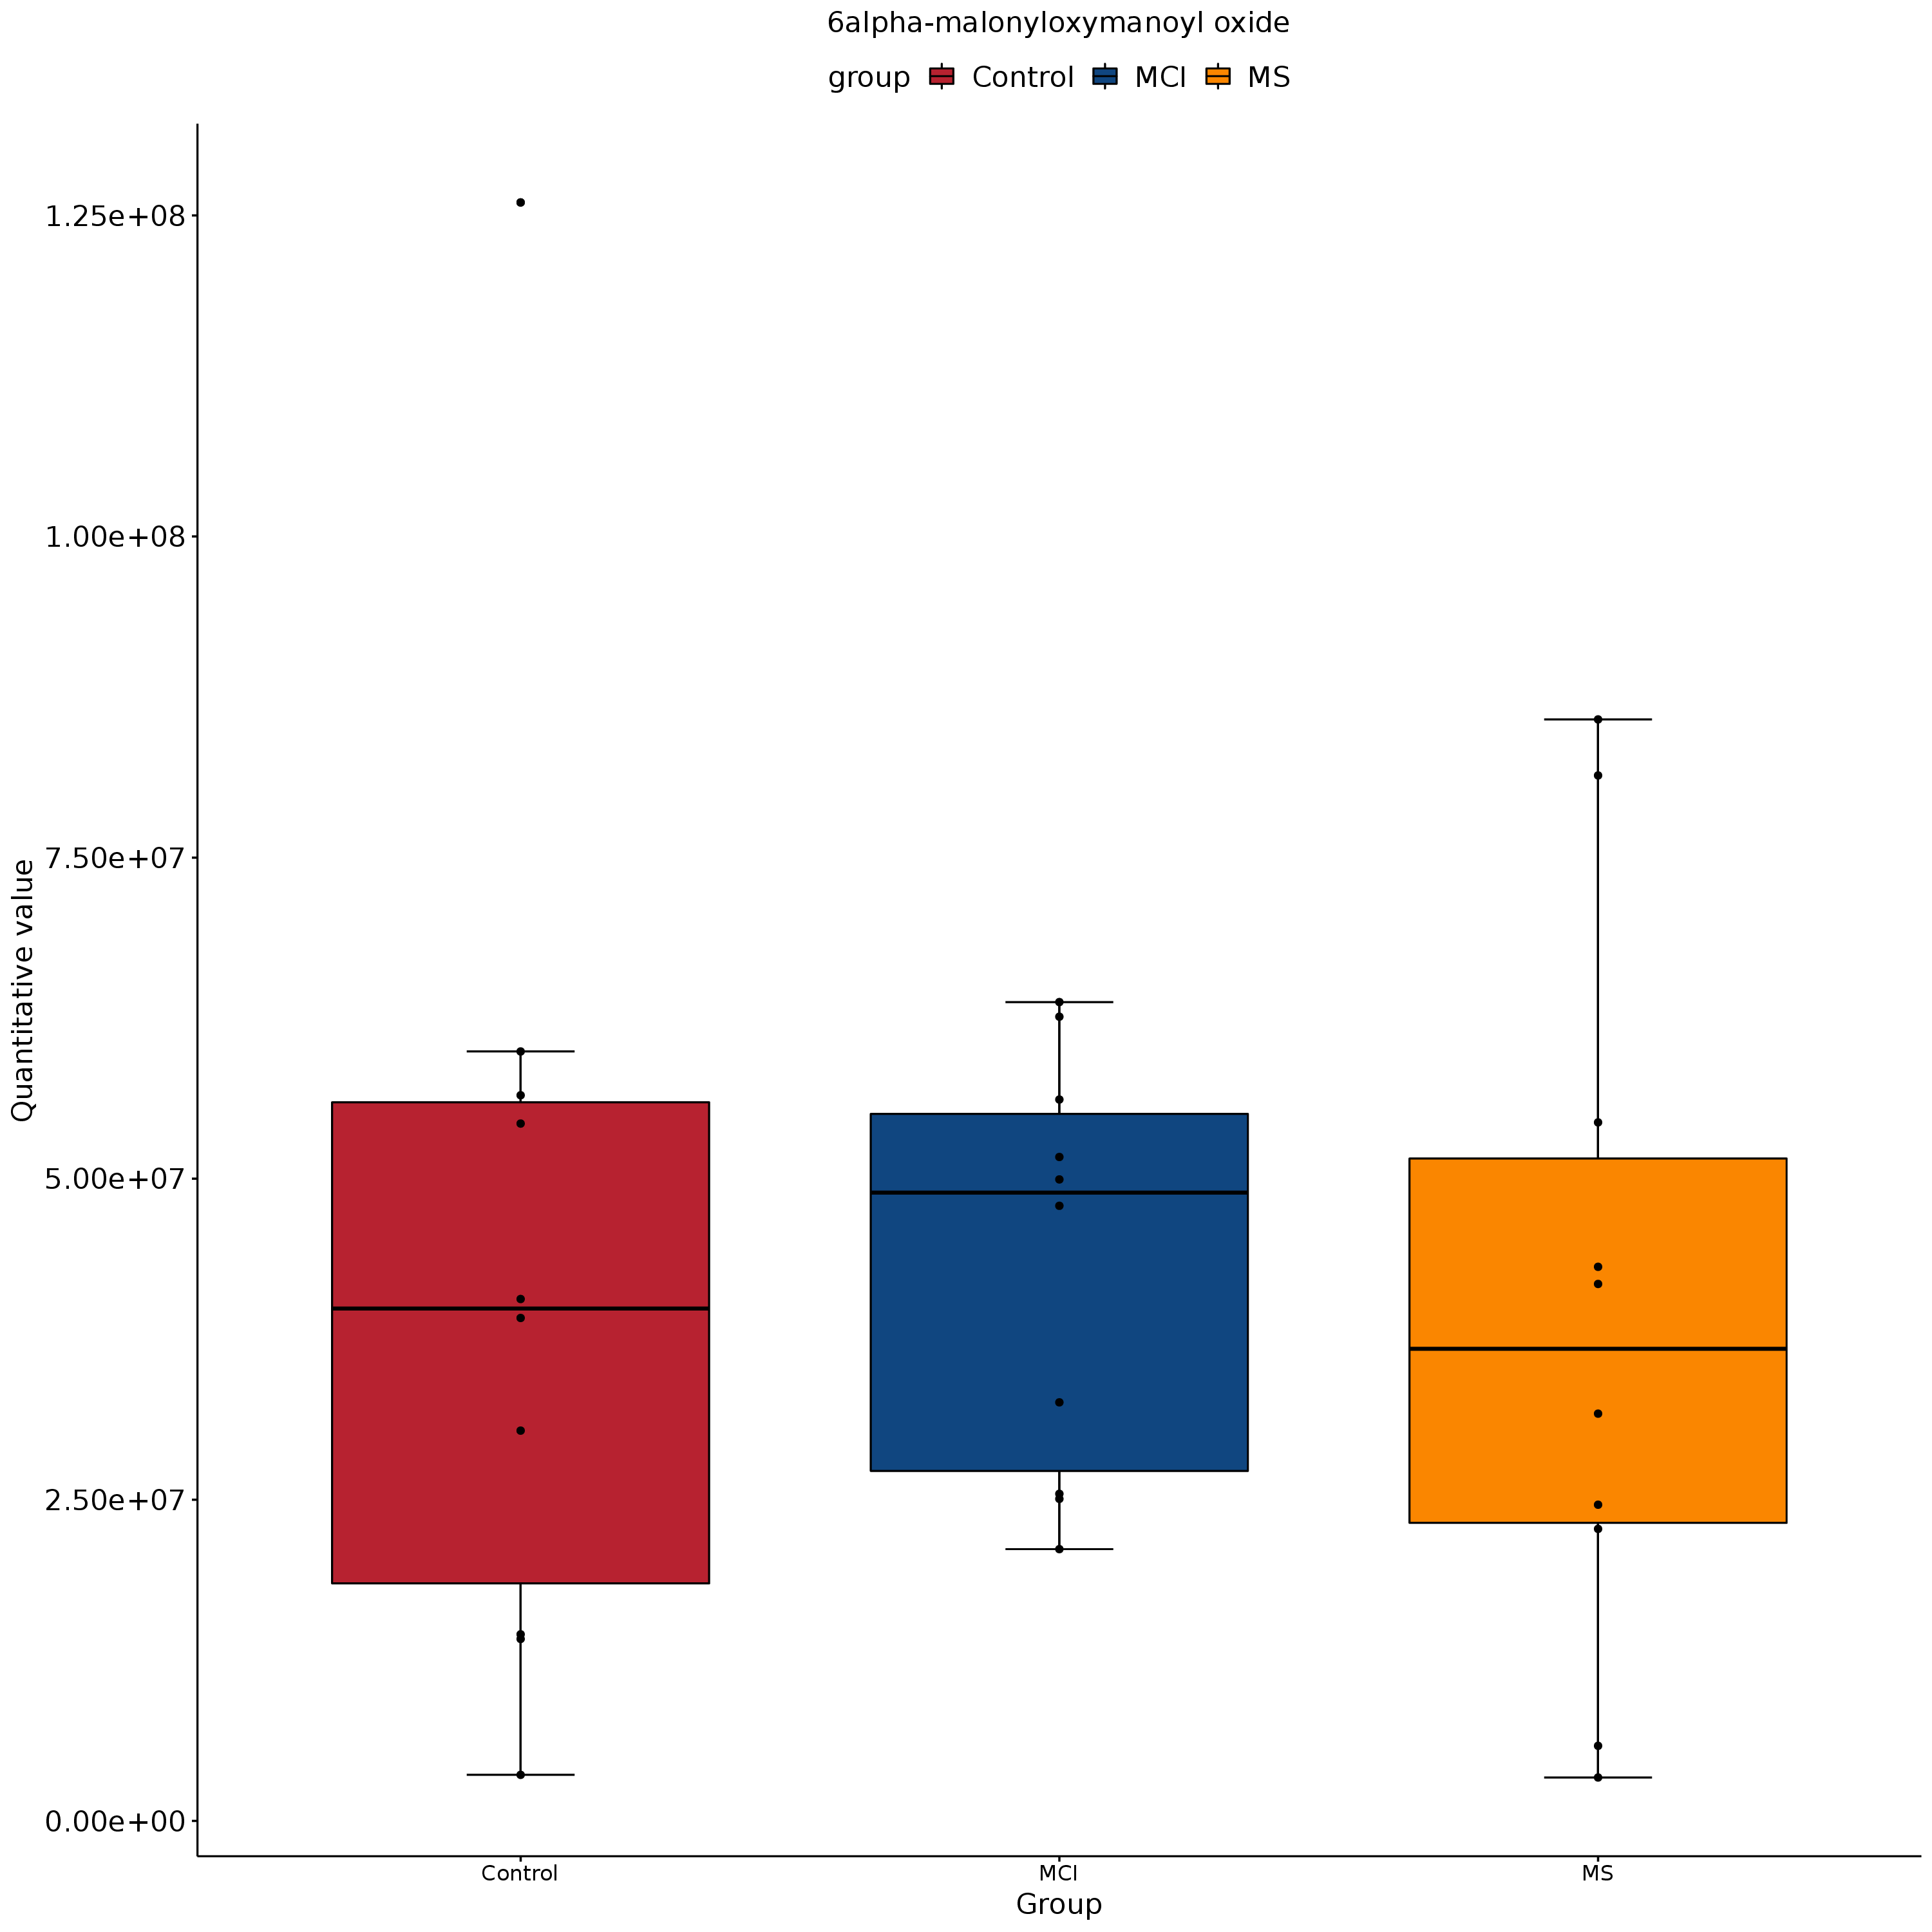 6alpha-malonyloxymanoyl oxide
group Control MCI MS
1.25e+08
1.00e+08
7.50e+07
5.00e+07
2.50e+07
0.00e+00
Quantitative value
Control MCI MS
Group